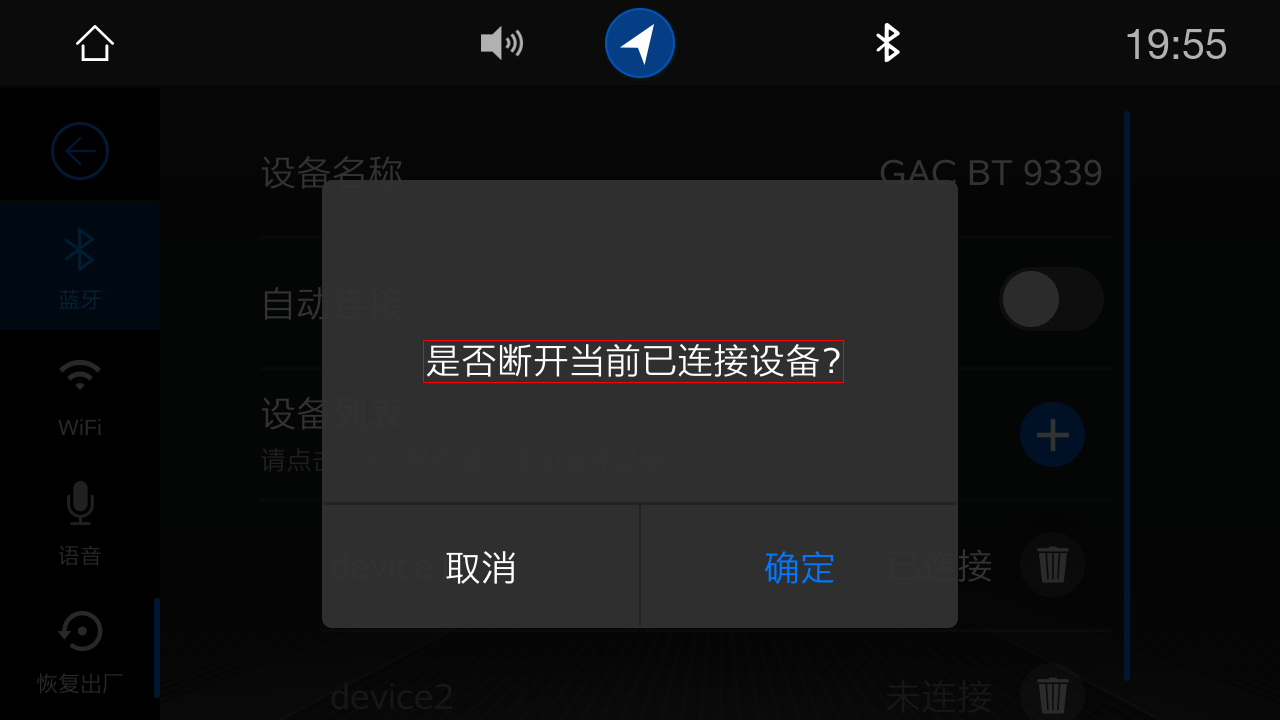 19:55
设备名称 GAC BT 9339
蓝牙
自动连接
是否断开当前已连接设备？
设备列表
WiFi
请点击
语音
device 已连接
取消 确定
恢复出厂
device2 未连接